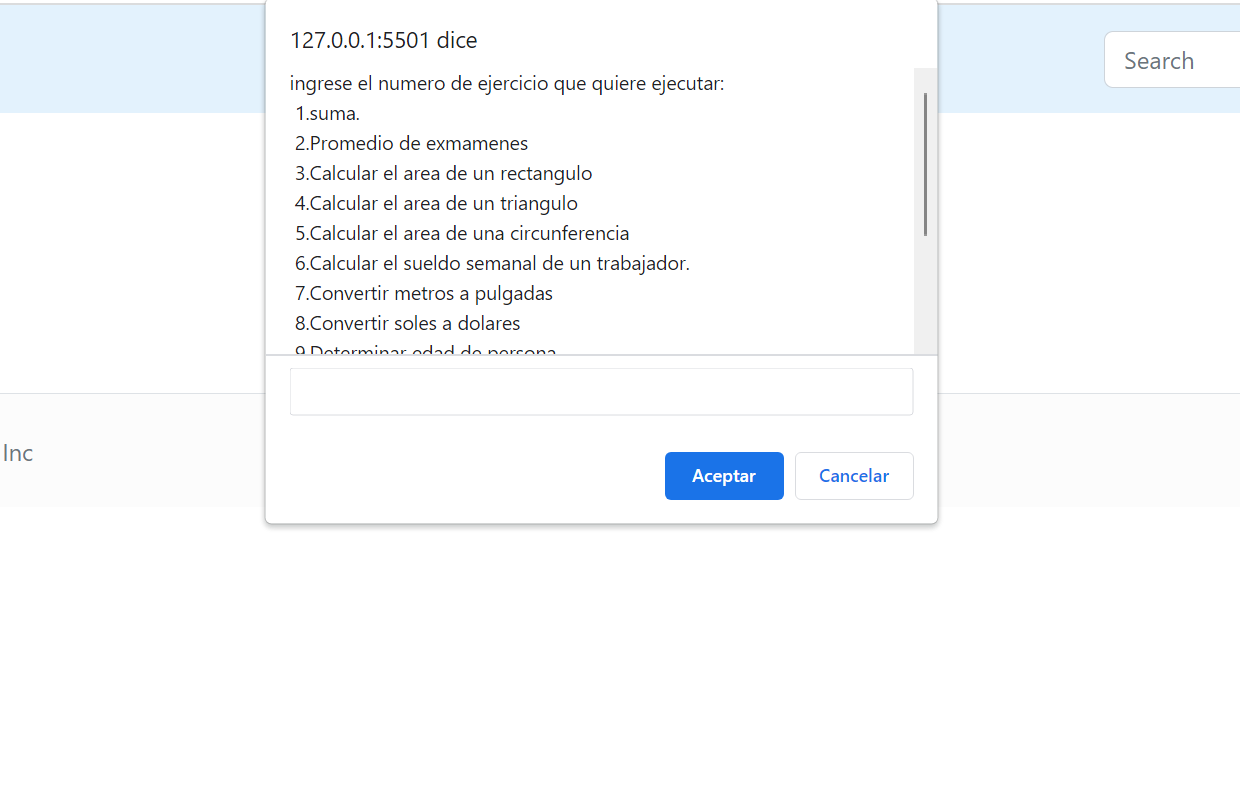 127.0.0.1:5501 dice
Search
ingrese el numero de ejercicio que quiere ejecutar:
1.suma.
2.Promedio de exmamenes
3.Calcular el area de un rectangulo
4.Calcular el area de un triangulo
5.Calcular el area de una circunferencia
6.Calcular el sueldo semanal de un trabajador.
7.Convertir metros a pulgadas
8.Convertir soles a dolares
9.Determinar edad de persona
Inc
Aceptar
Cancelar